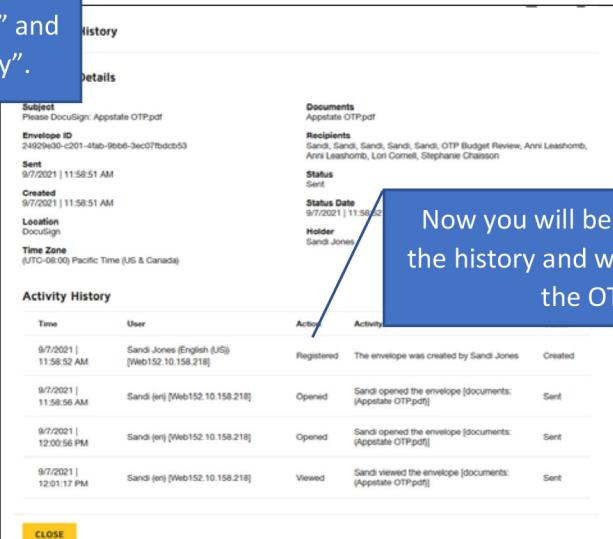 ” and
y”.
History
Details
Subject
Please DocuSign: Appstate OTP.pdf
Envelope ID
24929e30-c201-4fab-9bb6-3ec07fbdcb53
Sent
9/7/2021 | 11:58:51 AM
Created
9/7/2021 | 11:58:51 AM
Location
DocuSign
Time Zone
(UTC-08:00) Pacific Time (US & Canada)
Documents
Appstate OTP.pdf
Recipients
Sandi, Sandi, Sandi, Sandi, Sandi, OTP Budget Review, Anni Leashomb,
Anni Leashomb, Lori Cornell, Stephanie Chaisson
Status
Sent
Status Date
9/7/2021 | 11:58:52
Holder
Sandi Jones
Now you will be
the history and w
the OT
Activity History
Time User Action Activity
9/7/2021 |
11:58:52 AM
Sandi Jones (English (US))
[Web152.10.158.218]
Registered
The envelope was created by Sandi Jones
Created
9/7/2021 |
11:58:56 AM
Sandi (en) [Web152.10.158.218]
Opened
Sandi opened the envelope [documents:
(Appstate OTP.pdf)]
Sent
9/7/2021 |
12:00:56 PM
Sandi (en) [Web152.10.158.218]
Opened
Sandi opened the envelope [documents:
(Appstate OTP.pdf)]
Sent
9/7/2021 |
12:01:17 PM
Sandi (en) [Web152.10.158.218]
Viewed
Sandi viewed the envelope [documents:
(Appstate OTP.pdf)]
Sent
CLOSE